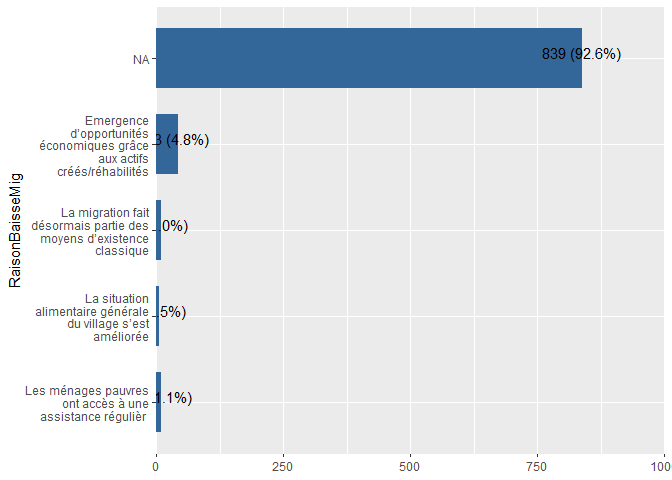 RaisonBaisseMig
NA
839 (92.6%)
Emergence
d'opportunités
économiques grâce
aux actifs
créés/réhabilités
3 (4.8%)
La migration fait
désormais partie des
moyens d'existence
classique
0%)
La situation
alimentaire générale
du village s'est
améliorée
5%)
Les ménages pauvres
ont accès à une
assistance régulièr
1.1%)
0 250 500 750 100